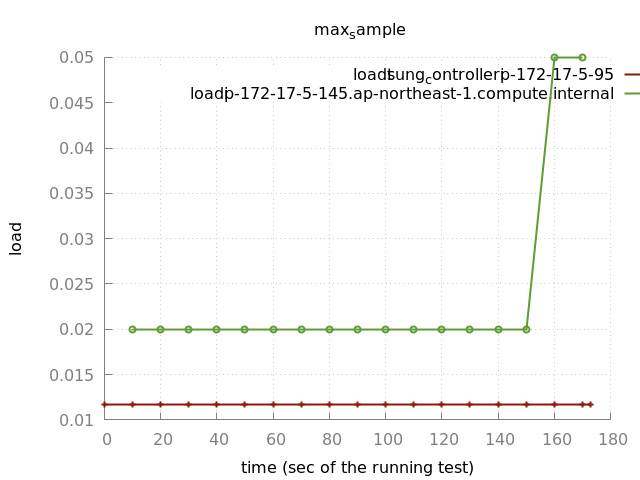 max_sample
0.05
0.045
0.04
0.035
0.03
0.025
0.02
0.015
0.01
load
loadtsung_controllerip-172-17-5-95
loadip-172-17-5-145.ap-northeast-1.compute.internal
0 20 40 60 80 100 120 140 160 180
time (sec of the running test)